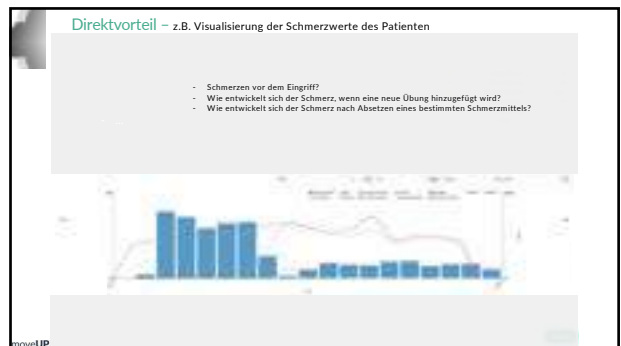 Direktvorteil – z.B. Visualisierung der Schmerzwerte des Patienten
- Schmerzen vor dem Eingriff?
- Wie entwickelt sich der Schmerz, wenn eine neue Übung hinzugefügt wird?
- Wie entwickelt sich der Schmerz nach Absetzen eines bestimmten Schmerzmittels?
moveUP